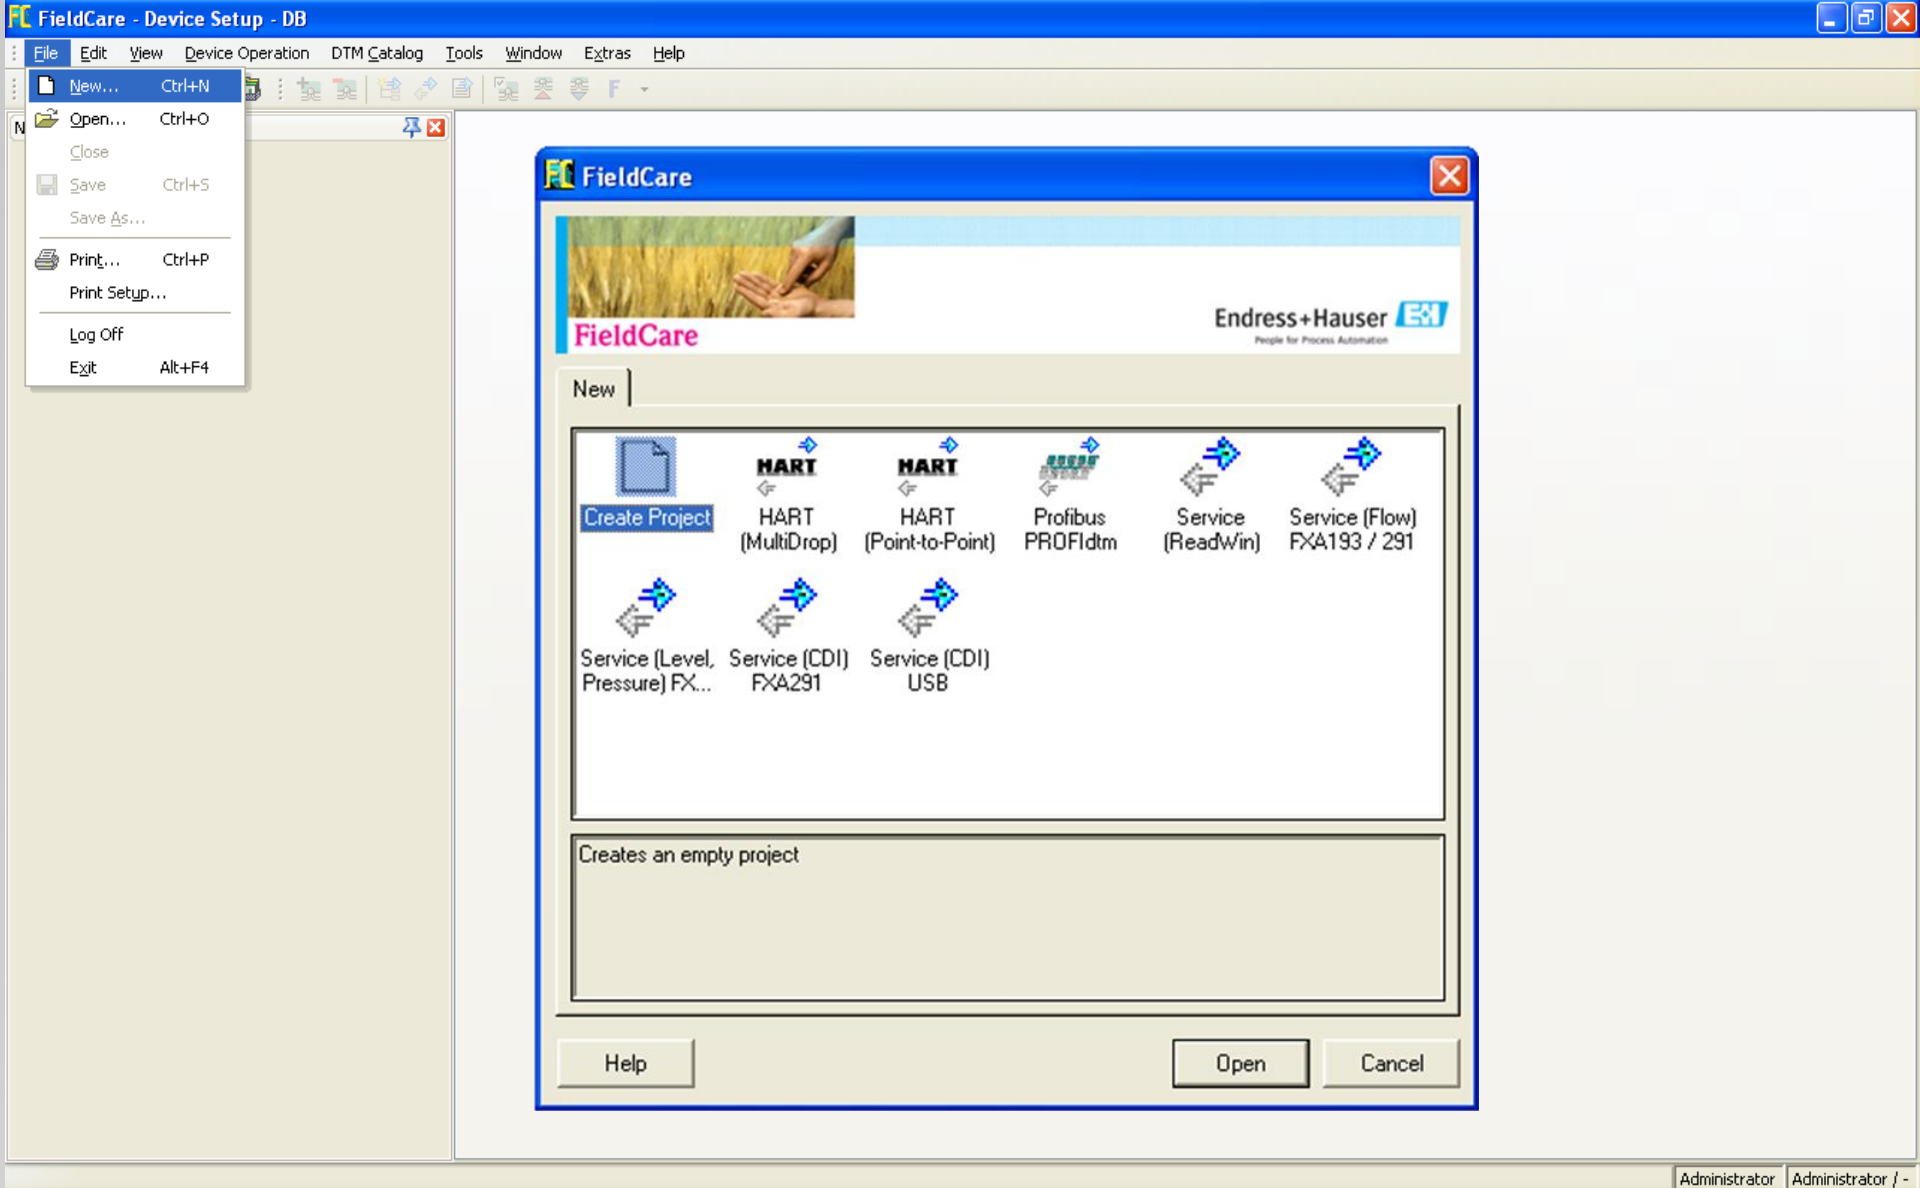 FC FieldCare - Device Setup - DB
File Edit View Device Operation DTM Catalog Tools Window Extras Help
New... Ctrl+N
Open... Ctrl+O
Close
Save Ctrl+S
Save As...
Print... Ctrl+P
Print Setup...
Log Off
Exit Alt+F4
F
N
FC FieldCare
FieldCare
Endress+Hauser EH
People for Process Automation
New
Create Project
HART
HART
(MultiDrop)
HART
HART
(Point-to-Point)
Profibus
PROFIdtm
Service
(ReadWin)
Service (Flow)
FXA193 / 291
Service (Level,
Pressure) FX...
Service (CDI)
FXA291
Service (CDI)
USB
Creates an empty project
Help Open Cancel
Administrator Administrator / -